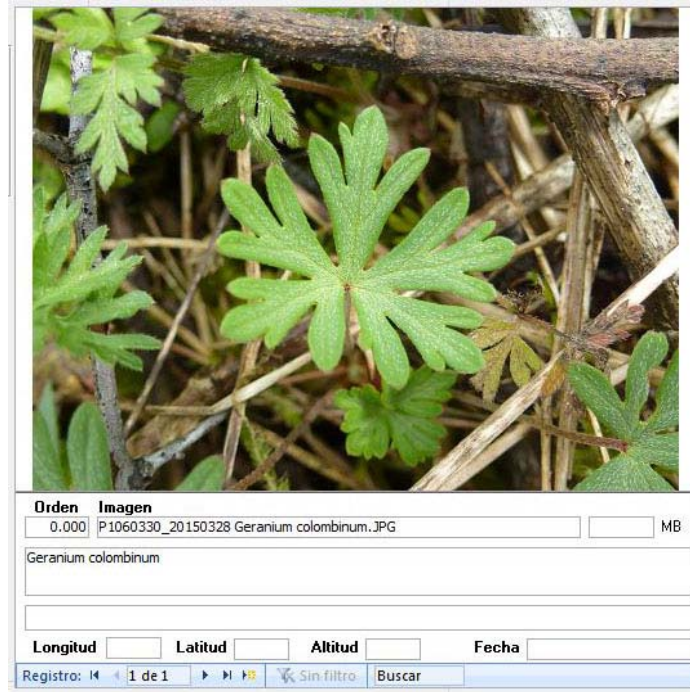 Orden Imagen
0.000 P1060330_20150328 Geranium colombinum.JPG MB
Geranium colombinum
Longitud Latitud Altitud Fecha
Registro: 1 de 1 Sin filtro Buscar